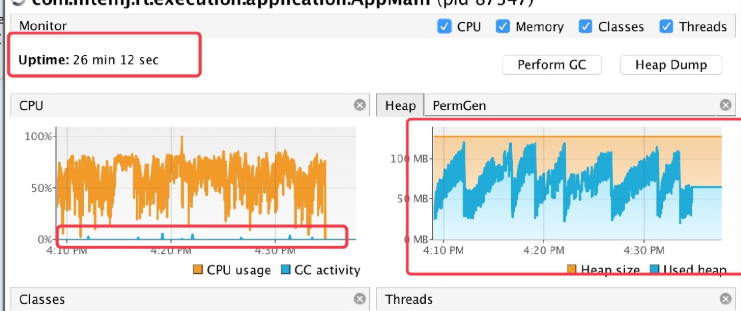 com.intellij.rt.execution.application.AppMain (pid 87547)
Monitor
CPU Memory Classes Threads
Uptime: 26 min 12 sec
Perform GC Heap Dump
CPU
Heap PermGen
100%
50%
0%
4:10 PM 4:20 PM 4:30 PM
CPU usage GC activity
100 MB
50 MB
0 MB
4:10 PM 4:20 PM 4:30 PM
Heap size Used heap
Classes
Threads